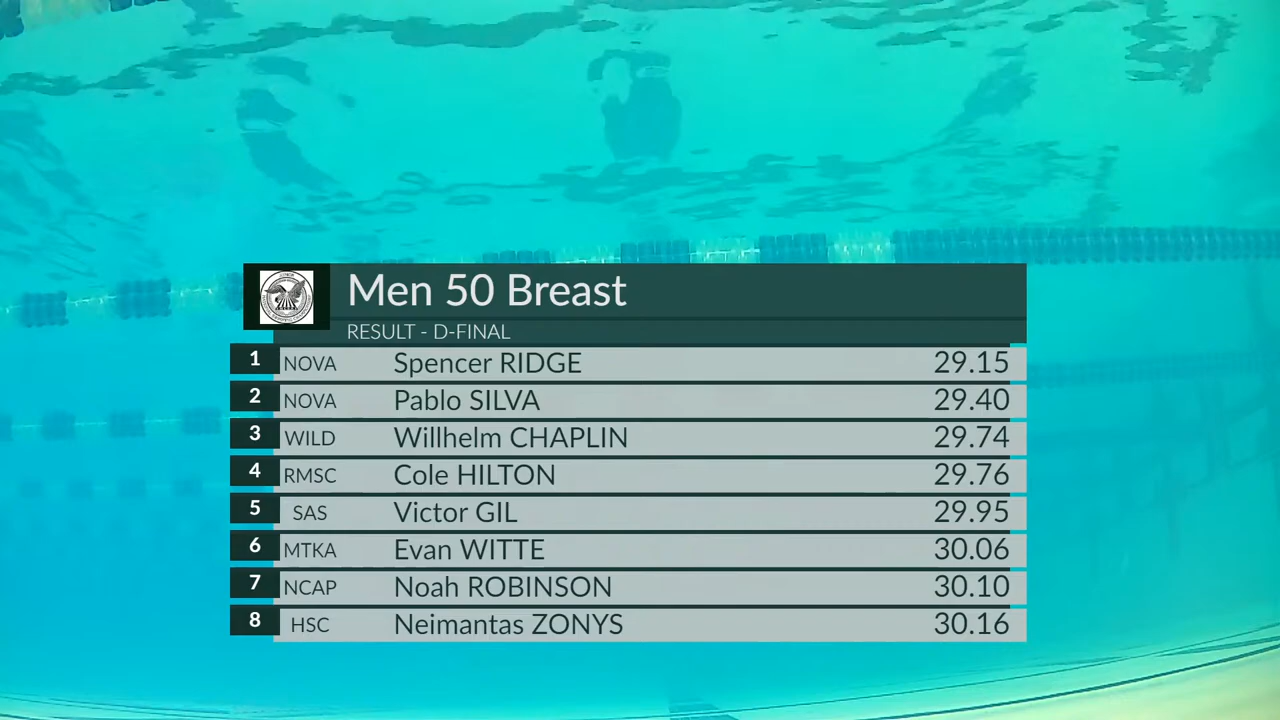 Men 50 Breast
RESULT - D-FINAL
1 NOVA Spencer RIDGE 29.15
2 NOVA Pablo SILVA 29.40
3 WILD Willhelm CHAPLIN 29.74
4 RMSC Cole HILTON 29.76
5 SAS Victor GIL 29.95
6 MTKA Evan WITTE 30.06
7 NCAP Noah ROBINSON 30.10
8 HSC Neimantas ZONYS 30.16